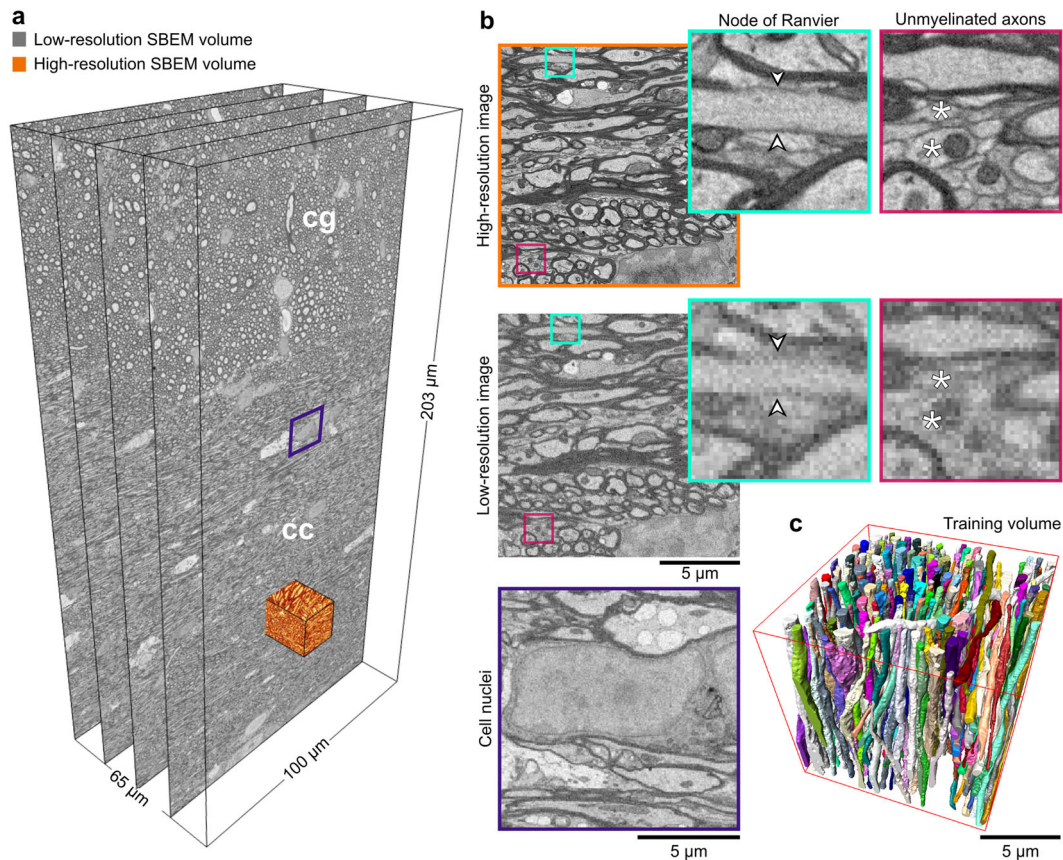 a
Low-resolution SBEM volume
High-resolution SBEM volume
cg
cc
203 µm
100 µm
65 µm
b
Node of Ranvier
Unmyelinated axons
High-resolution image
*
*
Low-resolution image
*
*
5 µm
Cell nuclei
5 µm
c
Training volume
5 µm